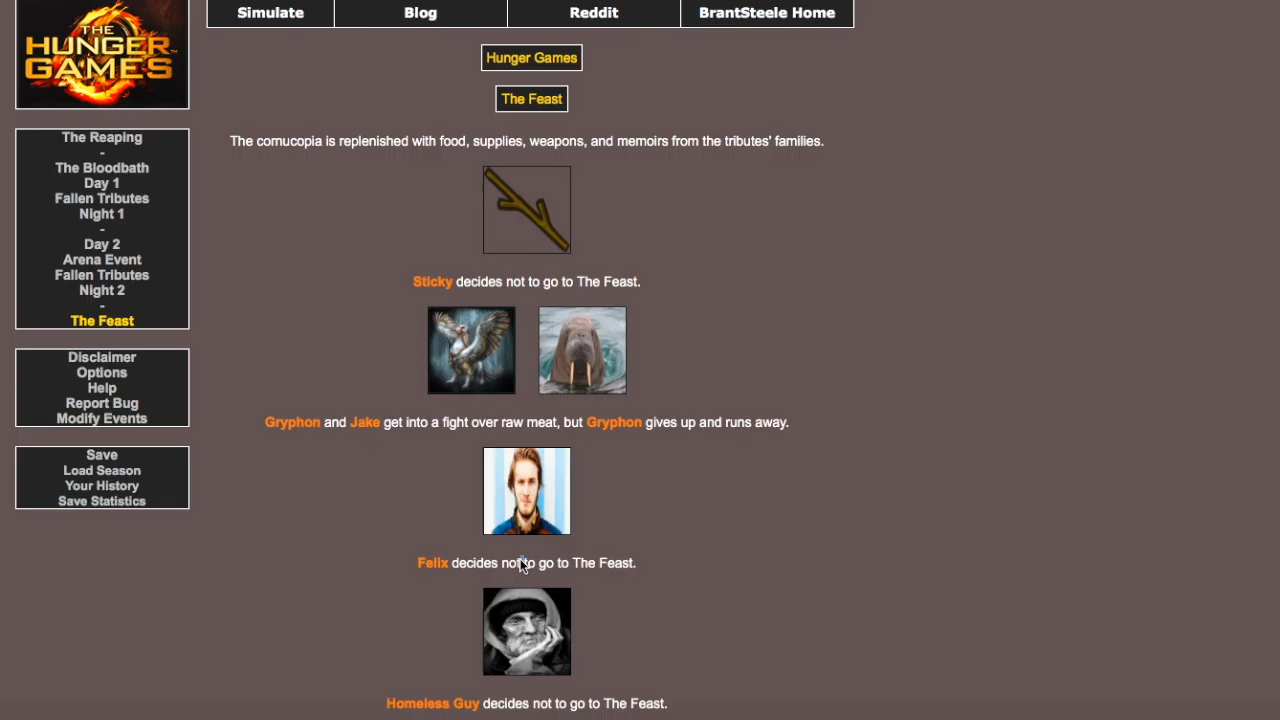 THE
HUNGER
GAMES
Simulate
Blog
Reddit
BrantSteele Home
The Reaping
-
The Bloodbath
Day 1
Fallen Tributes
Night 1
-
Day 2
Arena Event
Fallen Tributes
Night 2
-
The Feast
Disclaimer
Options
Help
Report Bug
Modify Events
Save
Load Season
Your History
Save Statistics
Hunger Games
The Feast
The cornucopia is replenished with food, supplies, weapons, and memoirs from the tributes' families.
Sticky decides not to go to The Feast.
Gryphon and Jake get into a fight over raw meat, but Gryphon gives up and runs away.
Felix decides not to go to The Feast.
Homeless Guy decides not to go to The Feast.